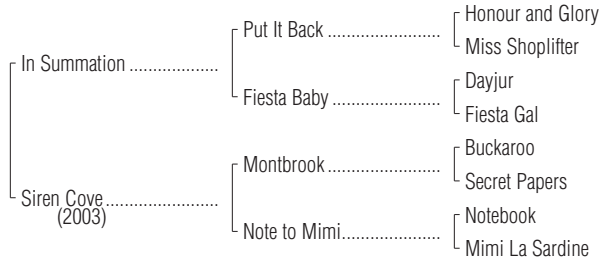 Honour and Glory
Put It Back ....................
Miss Shoplifter
In Summation ................
Dayjur
Fiesta Baby ...................
Fiesta Gal
Buckaroo
Montbrook ....................
Secret Papers
Siren Cove ....................
(2003)
Notebook
Note to Mimi.................
Mimi La Sardine